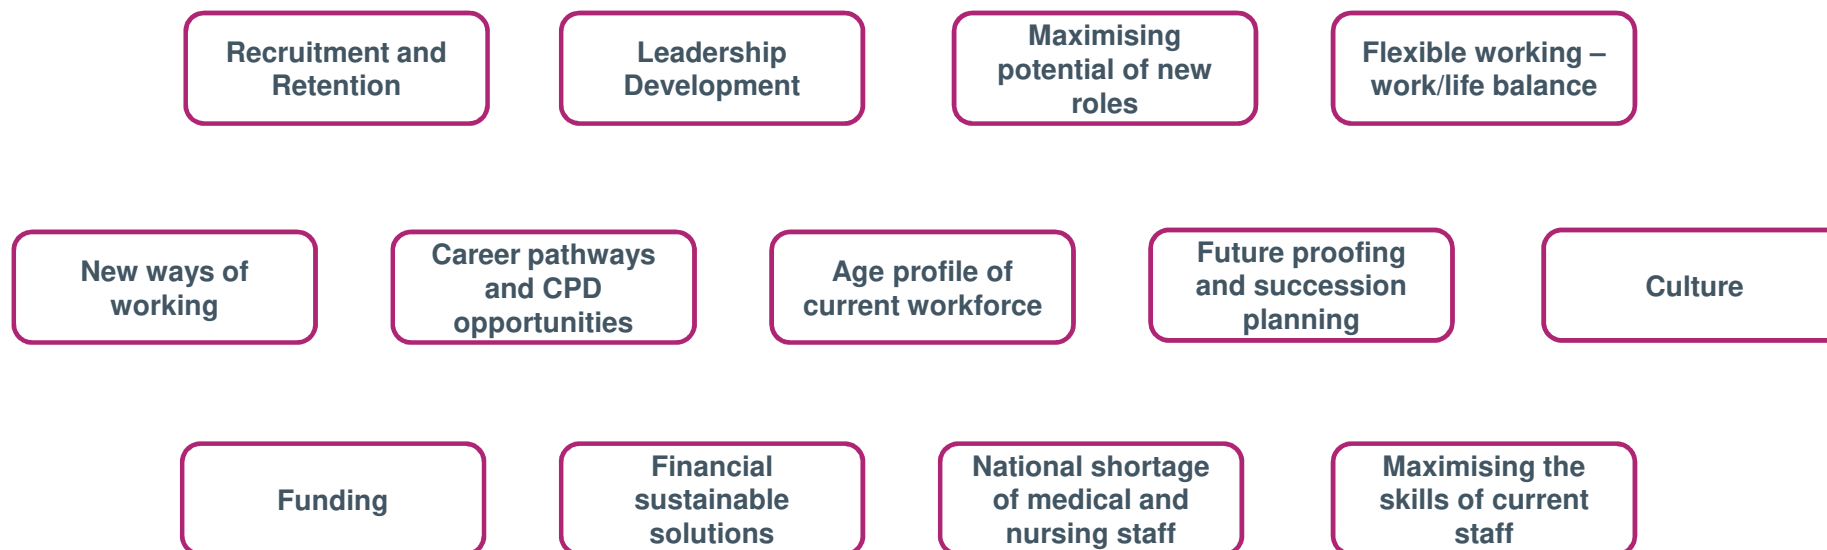 Recruitment and
Retention
Leadership
Development
Maximising
potential of new
roles
Flexible working –
work/life balance
New ways of
working
Career pathways
and CPD
opportunities
Age profile of
current workforce
Future proofing
and succession
planning
Culture
Funding
Financial
sustainable
solutions
National shortage
of medical and
nursing staff
Maximising the
skills of current
staff